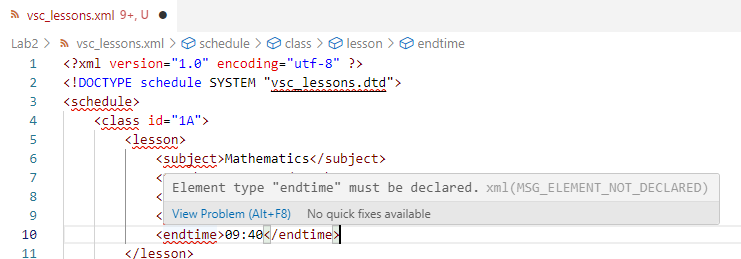 vsc_lessons.xml 9+, U
Lab2 > vsc_lessons.xml > schedule > class > lesson > endtime
1 <?xml version="1.0" encoding="utf-8" ?>
2 <!DOCTYPE schedule SYSTEM "vsc_lessons.dtd">
3 <schedule>
4 <class id="1A">
5 <lesson>
6 <subject>Mathematics</subject>
7 <
Element type "endtime" must be declared. xml(MSG_ELEMENT_NOT_DECLARED)
8 <
9 <
View Problem (Alt+F8) No quick fixes available
10 <endtime>09:40</endtime>
11 </lesson>